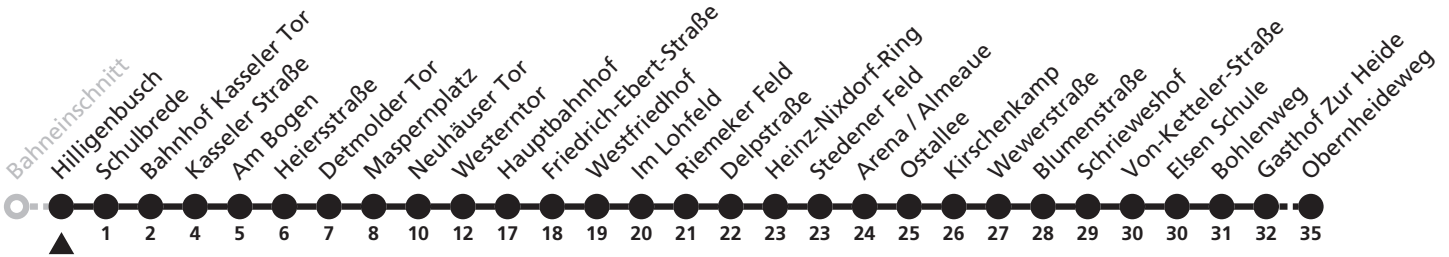 Bahneinschnitt
Hilligenbusch
Schulbrede
Bahnhof Kasseler Tor
Kasseler Straße
Am Bogen
Heiersstraße
Detmolder Tor
Maspernplatz
Neuhäuser Tor
Westerntor
Hauptbahnhof
Friedrich-Ebert-Straße
Westfriedhof
Im Lohfeld
Riemeker Feld
Delpstraße
Heinz-Nixdorf-Ring
Stedener Feld
Arena / Almeaue
Ostallee
Kirschenkamp
Wewerstraße
Blumenstraße
Schrieweshof
Von-Ketteler-Straße
Elsen Schule
Bohlenweg
Gasthof Zur Heide
Obernheideweg
1 2 4 5 6 7 8 10 12 17 18 19 20 21 22 23 23 24 25 26 27 28 29 30 30 31 32 35